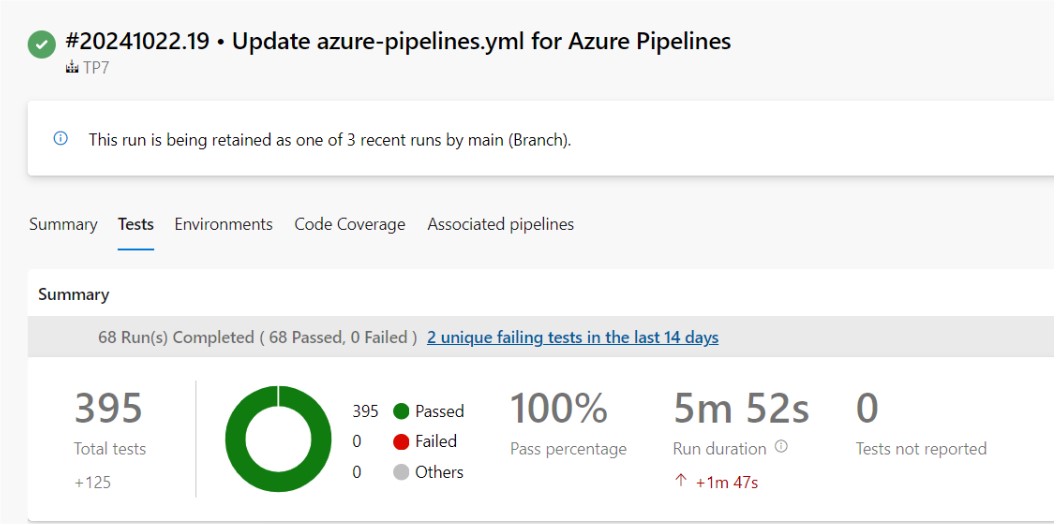 #20241022.19 • Update azure-pipelines.yml for Azure Pipelines
TP7
This run is being retained as one of 3 recent runs by main (Branch).
Summary Tests Environments Code Coverage Associated pipelines
Summary
68 Run(s) Completed ( 68 Passed, 0 Failed ) 2 unique failing tests in the last 14 days
395
Total tests
+125
395 Passed
0 Failed
0 Others
100%
Pass percentage
5m 52s
Run duration
↑ +1m 47s
0
Tests not reported